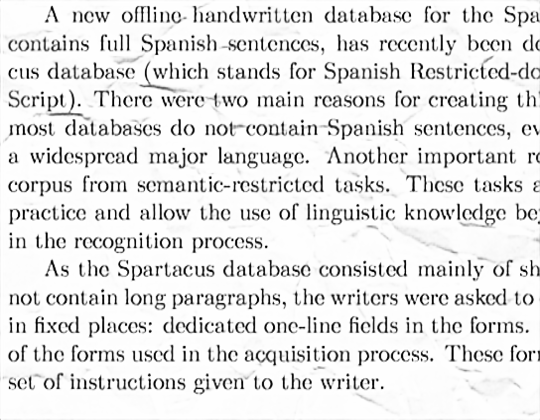 A new offline handwritten database for the Spa
contains full Spanish sentences, has recently been de
cus database (which stands for Spanish Restricted-do
Script). There were two main reasons for creating th
most databases do not contain Spanish sentences, ev
a widespread major language. Another important re
corpus from semantic-restricted tasks. These tasks a
practice and allow the use of linguistic knowledge be
in the recognition process.
As the Spartacus database consisted mainly of sh
not contain long paragraphs, the writers were asked to
in fixed places: dedicated one-line fields in the forms.
of the forms used in the acquisition process. These for
set of instructions given to the writer.